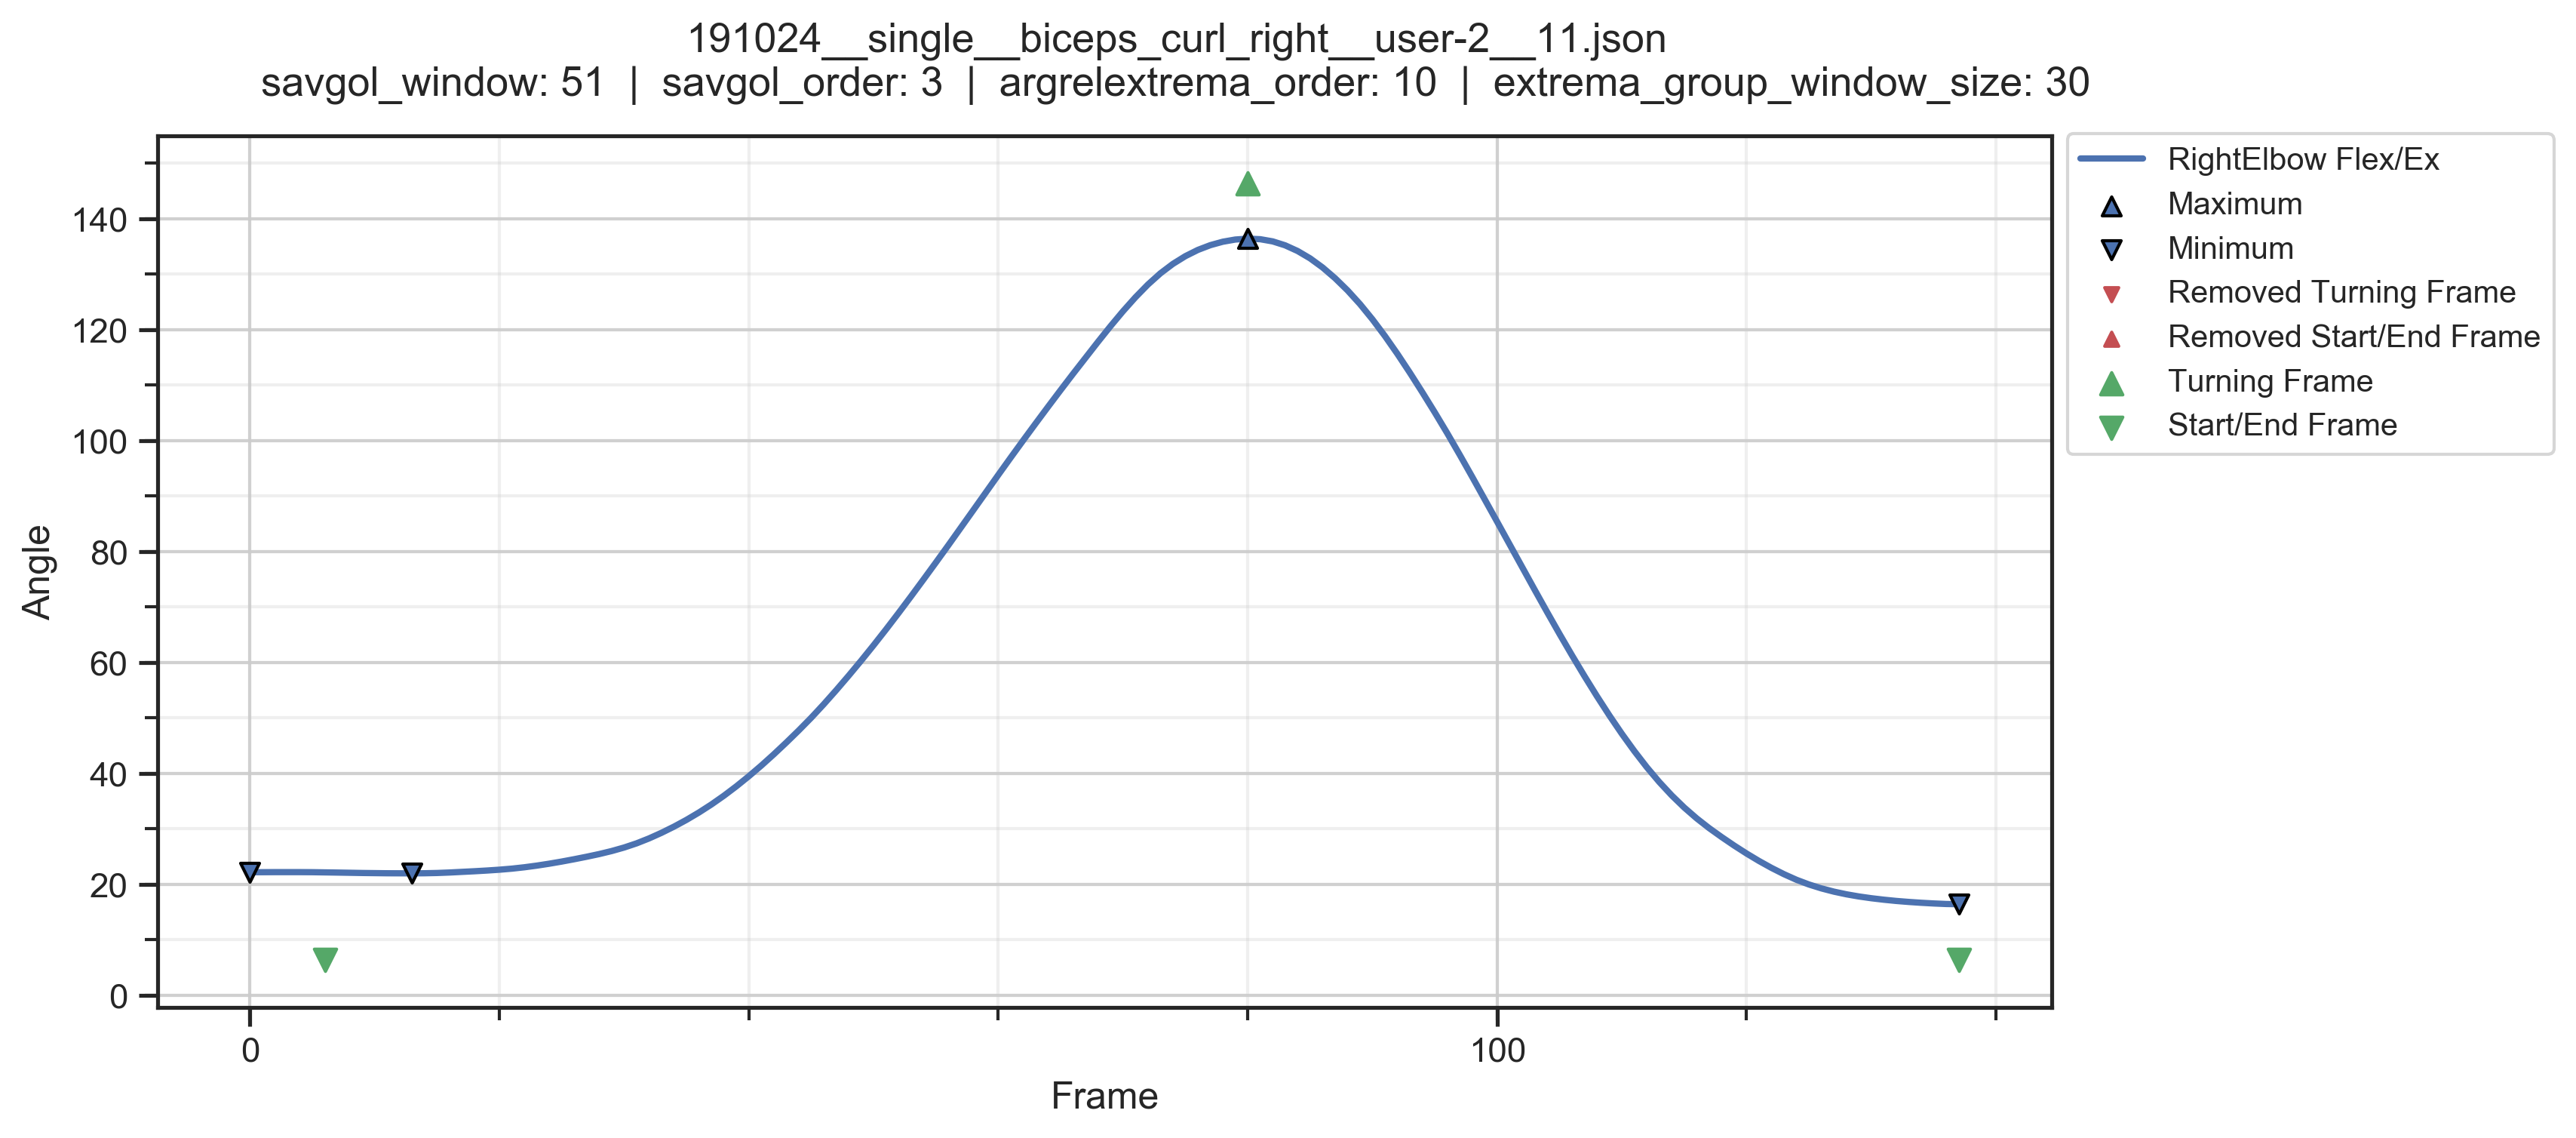 191024__single__biceps_curl_right__user-2__11.json
savgol_window: 51 | savgol_order: 3 | argrelextrema_order: 10 | extrema_group_window_size: 30
RightElbow Flex/Ex
Maximum
Minimum
Removed Turning Frame
Removed Start/End Frame
Turning Frame
Start/End Frame
140
120
100
80
60
40
20
0
Angle
0
100
Frame